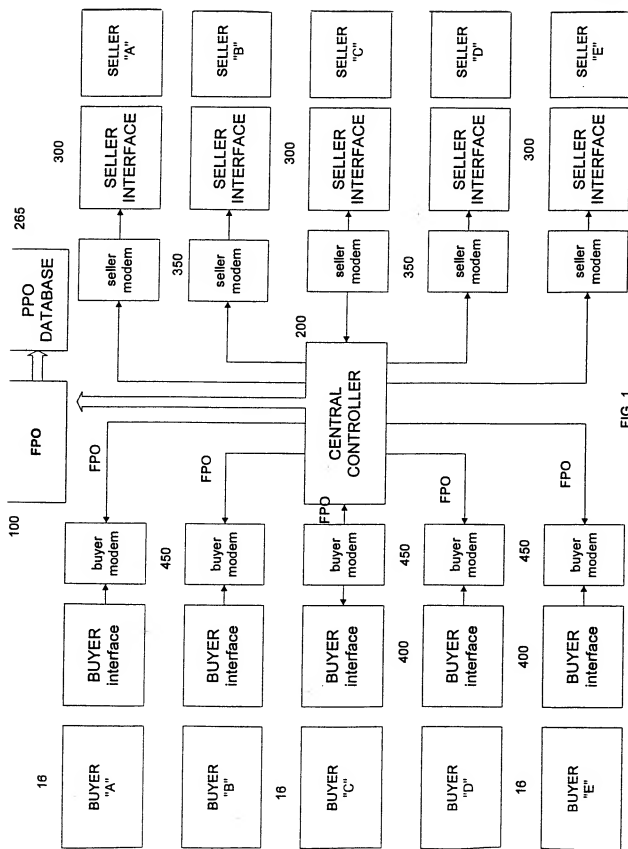 100
FPO
PPO
DATABASE
265
16
BUYER
"A"
BUYER
interface
buyer
modem
FPO
seller
modem
300
SELLER
INTERFACE
SELLER
"A"
450
350
BUYER
"B"
BUYER
interface
buyer
modem
FPO
seller
modem
SELLER
INTERFACE
SELLER
"B"
16
200
300
BUYER
"C"
BUYER
interface
buyer
modem
FPO
CENTRAL
CONTROLLER
seller
modem
SELLER
INTERFACE
SELLER
"C"
400
450
350
BUYER
"D"
BUYER
interface
buyer
modem
FPO
seller
modem
SELLER
INTERFACE
SELLER
"D"
16
400
450
300
BUYER
"E"
BUYER
interface
buyer
modem
FPO
seller
modem
SELLER
INTERFACE
SELLER
"E"
FIG. 1